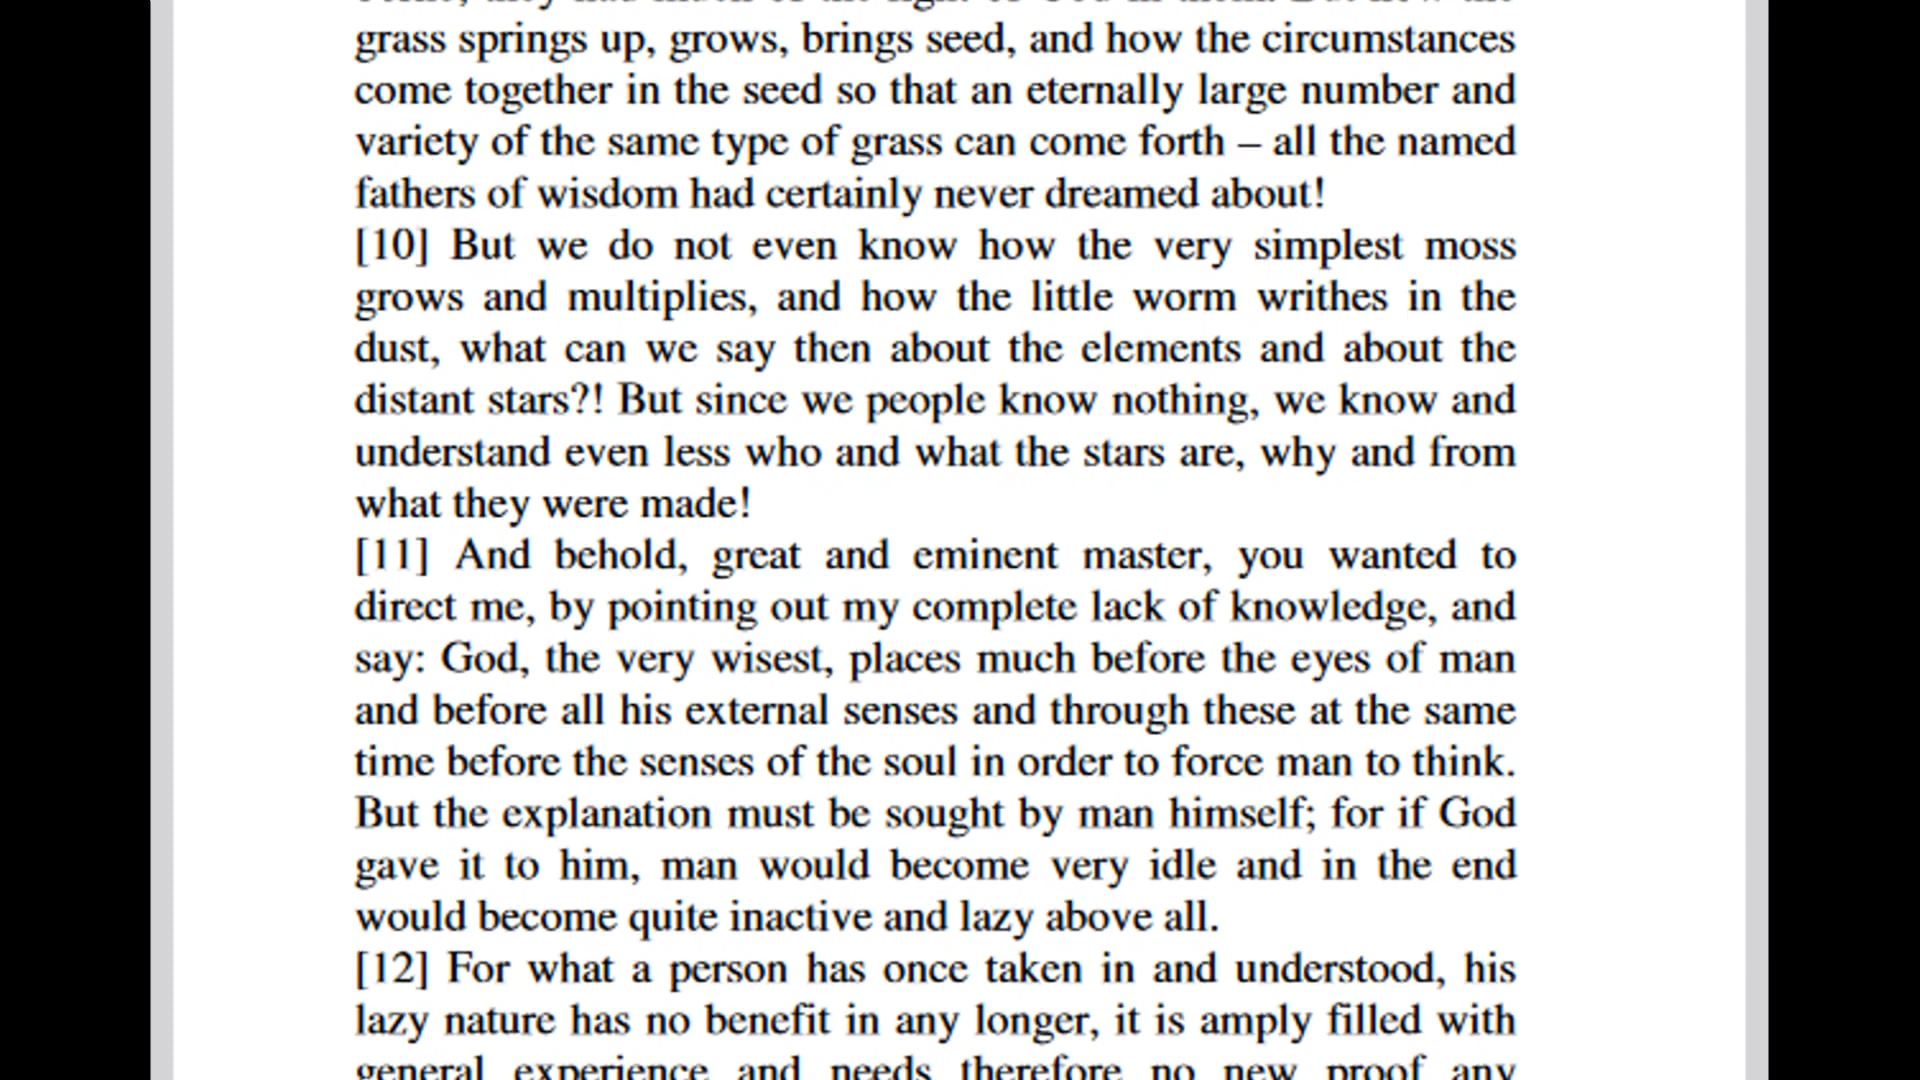 grass springs up, grows, brings seed, and how the circumstances
come together in the seed so that an eternally large number and
variety of the same type of grass can come forth – all the named
fathers of wisdom had certainly never dreamed about!
[10] But we do not even know how the very simplest moss
grows and multiplies, and how the little worm writhes in the
dust, what can we say then about the elements and about the
distant stars?! But since we people know nothing, we know and
understand even less who and what the stars are, why and from
what they were made!
[11] And behold, great and eminent master, you wanted to
direct me, by pointing out my complete lack of knowledge, and
say: God, the very wisest, places much before the eyes of man
and before all his external senses and through these at the same
time before the senses of the soul in order to force man to think.
But the explanation must be sought by man himself; for if God
gave it to him, man would become very idle and in the end
would become quite inactive and lazy above all.
[12] For what a person has once taken in and understood, his
lazy nature has no benefit in any longer, it is amply filled with
general experience and needs therefore no new proof any